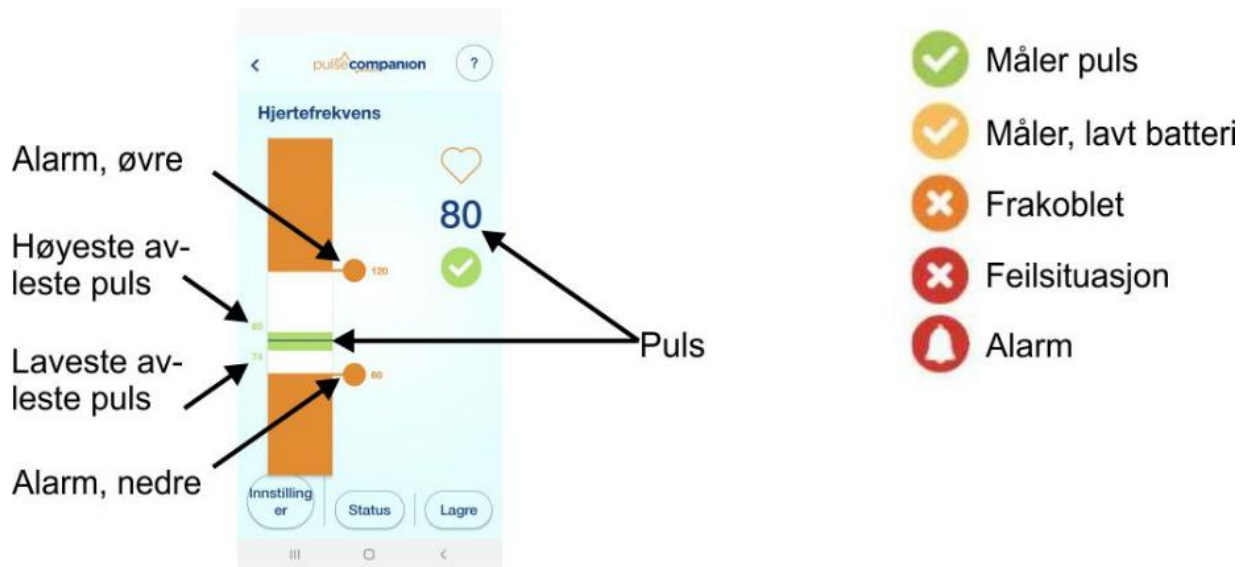 pulsecompanion
?
Hjertefrekvens
Alarm, øvre
80
120
Høyeste av-
leste puls
85
Puls
74
Laveste av-
leste puls
60
Alarm, nedre
Innstilling
er
Status
Lagre
Måler puls
Måler, lavt batteri
Frakoblet
Feilsituasjon
Alarm